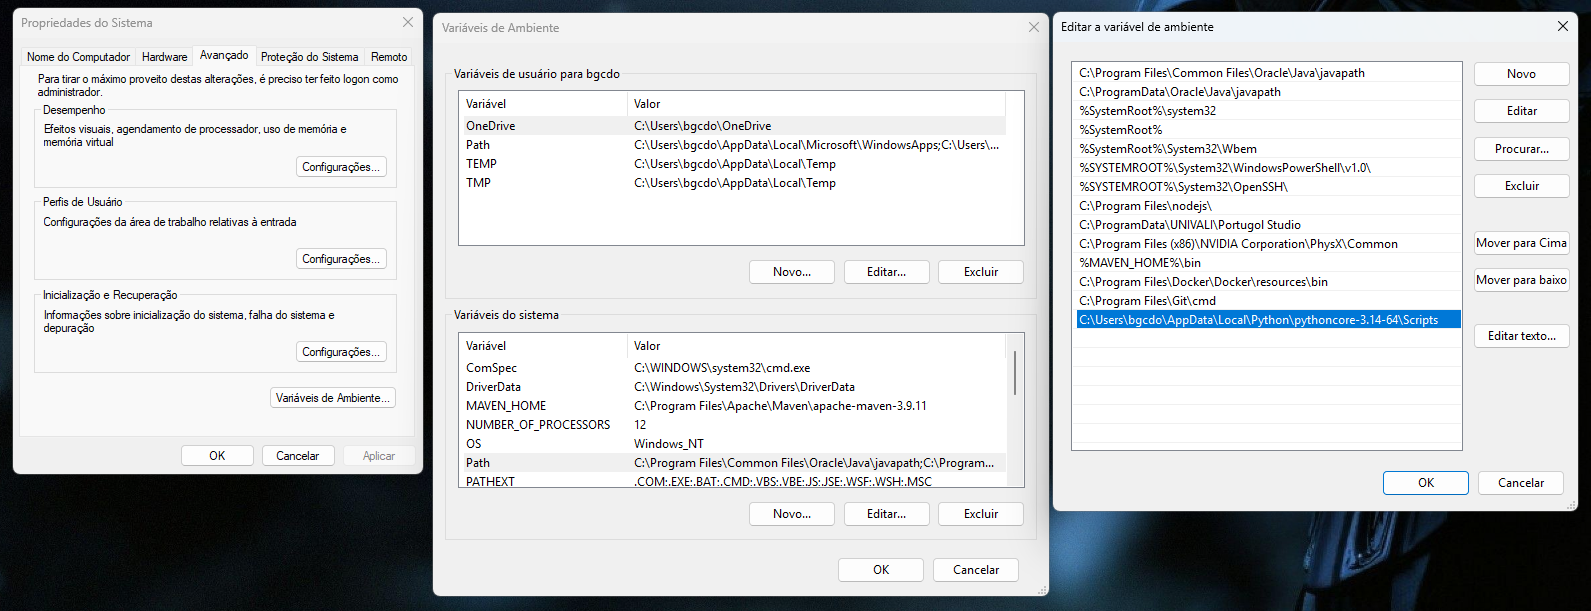 Propriedades do Sistema
Nome do Computador
Hardware
Avançado
Proteção do Sistema
Remoto
Para tirar o máximo proveito destas alterações, é preciso ter feito logon como
administrador.
Desempenho
Efeitos visuais, agendamento de processador, uso de memória e
memória virtual
Configurações...
Perfis de Usuário
Configurações da área de trabalho relativas à entrada
Configurações...
Inicialização e Recuperação
Informações sobre inicialização do sistema, falha do sistema e
depuração
Configurações...
Variáveis de Ambiente...
OK
Cancelar
Aplicar
Variáveis de Ambiente
Variáveis de usuário para bgcdo
Variável Valor
OneDrive C:\Users\bgcdo\OneDrive
Path C:\Users\bgcdo\AppData\Local\Microsoft\WindowsApps;C:\Users\...
TEMP C:\Users\bgcdo\AppData\Local\Temp
TMP C:\Users\bgcdo\AppData\Local\Temp
Novo...
Editar...
Excluir
Variáveis do sistema
Variável Valor
ComSpec C:\WINDOWS\system32\cmd.exe
DriverData C:\Windows\System32\Drivers\DriverData
MAVEN_HOME C:\Program Files\Apache\Maven\apache-maven-3.9.11
NUMBER_OF_PROCESSORS 12
OS Windows_NT
Path C:\Program Files\Common Files\Oracle\Java\javapath;C:\Program...
PATHEXT .COM;.EXE;.BAT;.CMD;.VBS;.VBE;.JS;.JSE;.WSF;.WSH;.MSC
Novo...
Editar...
Excluir
OK
Cancelar
Editar a variável de ambiente
C:\Program Files\Common Files\Oracle\Java\javapath
C:\ProgramData\Oracle\Java\javapath
%SystemRoot%\system32
%SystemRoot%
%SystemRoot%\System32\Wbem
%SYSTEMROOT%\System32\WindowsPowerShell\v1.0\
%SYSTEMROOT%\System32\OpenSSH\
C:\Program Files\nodejs\
C:\ProgramData\UNIVALI\Portugol Studio
C:\Program Files (x86)\NVIDIA Corporation\PhysX\Common
%MAVEN_HOME%\bin
C:\Program Files\Docker\Docker\resources\bin
C:\Program Files\Git\cmd
C:\Users\bgcdo\AppData\Local\Python\pythoncore-3.14-64\Scripts
Novo
Editar
Procurar...
Excluir
Mover para Cima
Mover para baixo
Editar texto...
OK
Cancelar